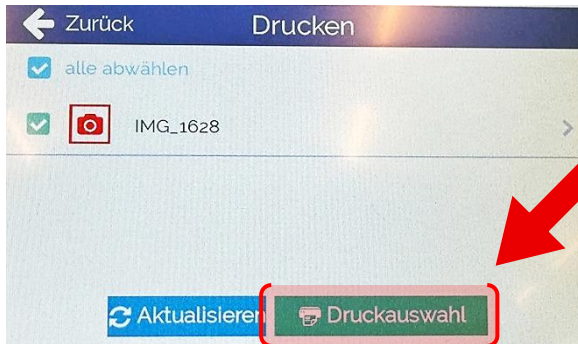 Zurück Drucken
alle abwählen
IMG_1628
Aktualisieren Druckauswahl